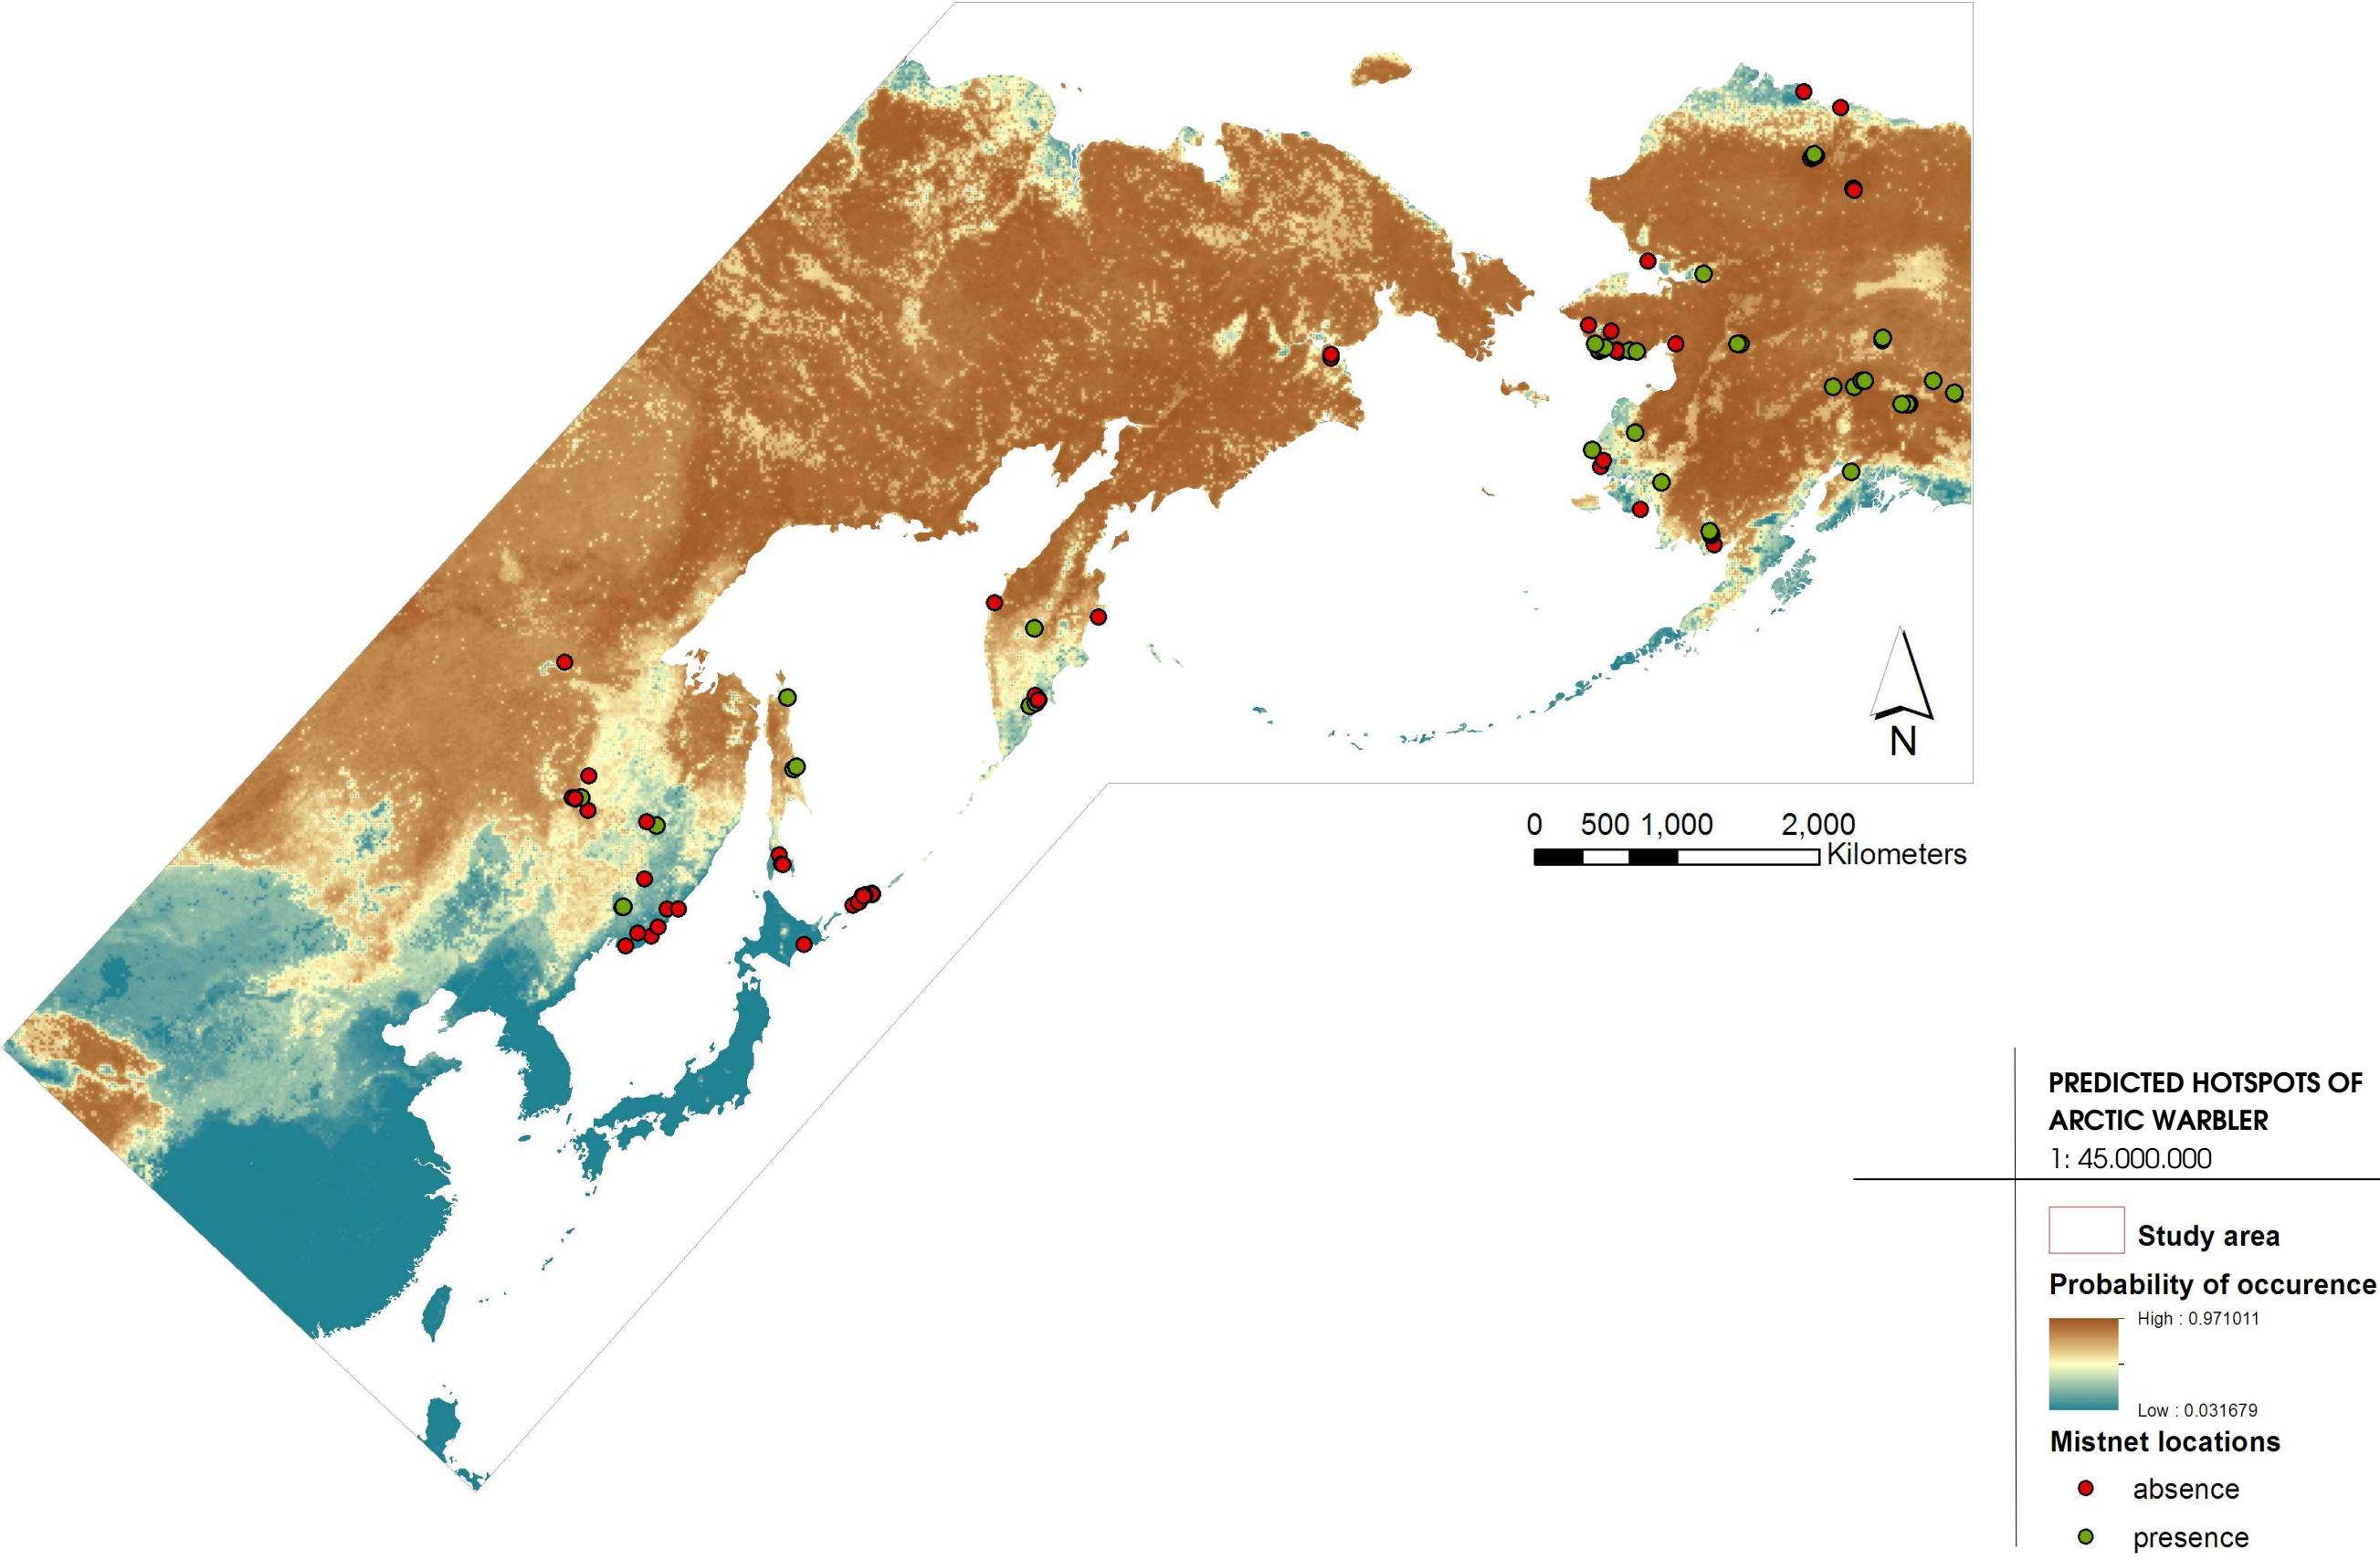 N
0 500 1,000 2,000
Kilometers
PREDICTED HOTSPOTS OF
ARCTIC WARBLER
1: 45.000.000
Study area
Probability of occurence
High : 0.971011
Low : 0.031679
Mistnet locations
absence
presence